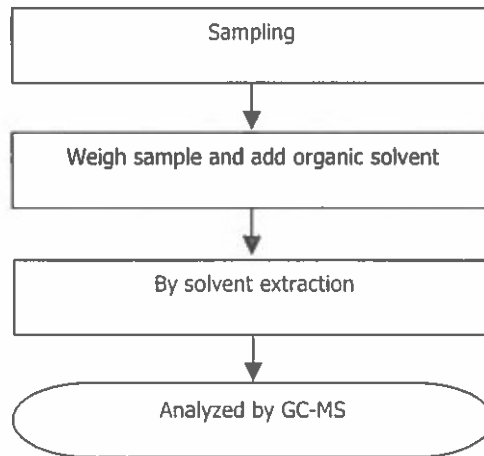 Sampling
Weigh sample and add organic solvent
By solvent extraction
Analyzed by GC-MS